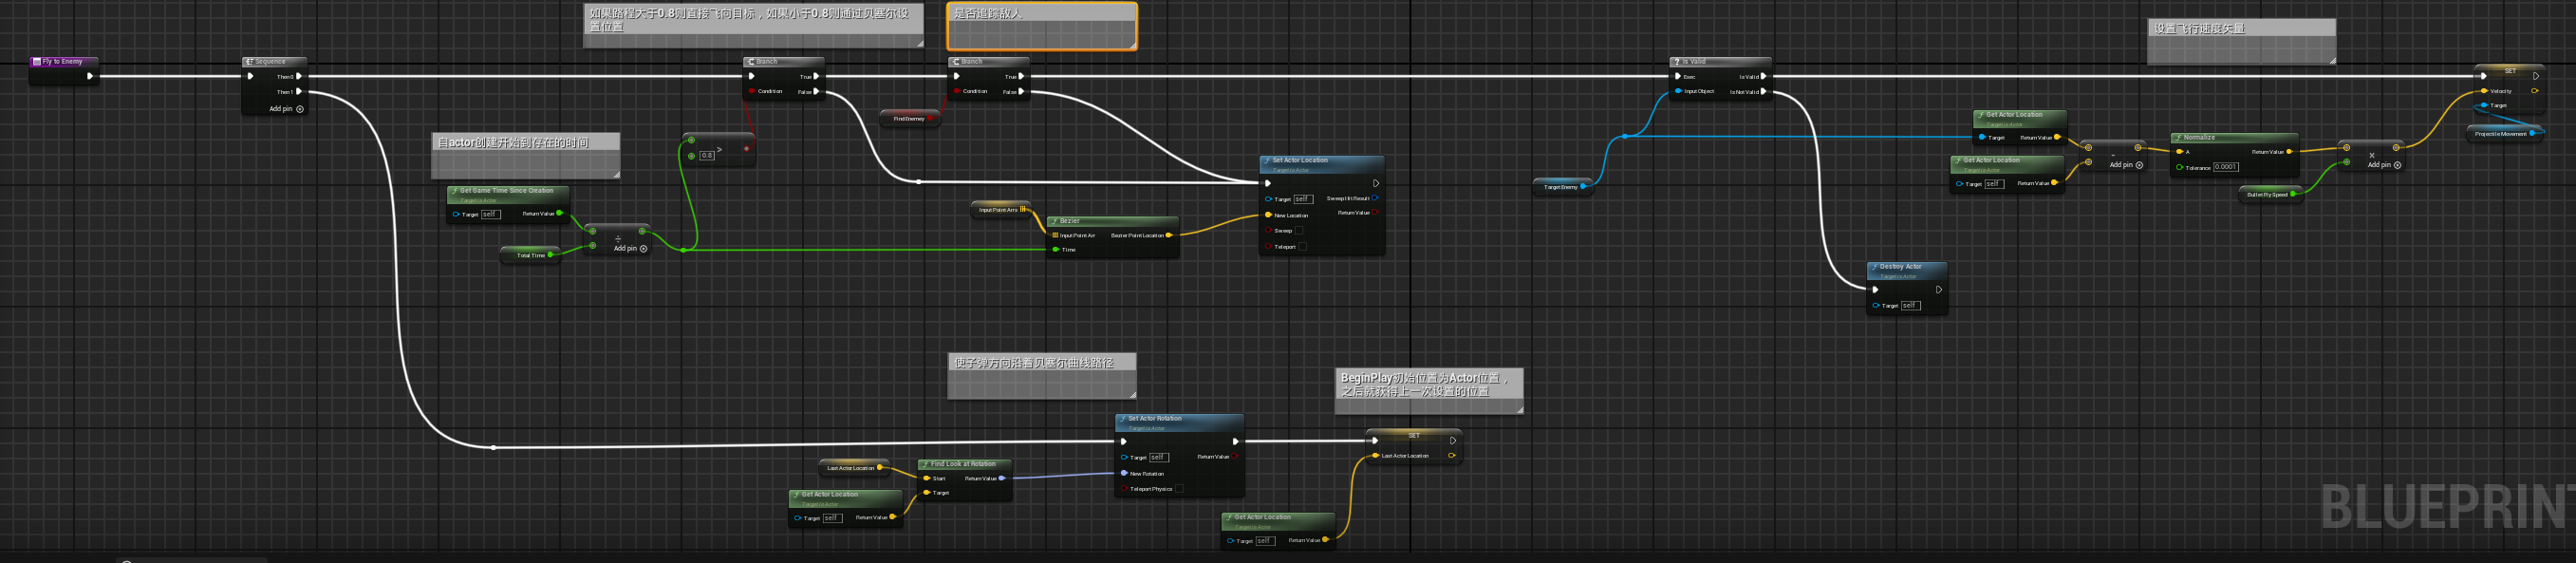 如果路程大于0.8则直接飞向目标，如果小于0.8则通过贝塞尔设
置位置
是否追踪敌人
设置飞行速度矢量
Fly to Enemy
Sequence
Then 0
Then 1
Add pin
Branch
Condition
True
False
Branch
Condition
True
False
FindEnemey
Is Valid
Exec
Input Object
Is Valid
Is Not Valid
SET
Velocity
Target
Projectile Movement
自actor创建开始到存在的时间
0.8
>
Get Game Time Since Creation
Target is Actor
Target
self
Return Value
Total Time
÷
Add pin
Input Point Arrs
Bezier
Input Point Arr
Time
Bezier Point Location
Set Actor Location
Target is Actor
Target
self
New Location
Sweep
Teleport
Sweep Hit Result
Return Value
Target Enemy
Get Actor Location
Target is Actor
Target
Return Value
Get Actor Location
Target is Actor
Target
self
Return Value
-
Add pin
Normalize
A
Tolerance
0.0001
Return Value
Bullet Fly Speed
×
Add pin
Destroy Actor
Target is Actor
Target
self
使子弹方向沿着贝塞尔曲线路径
BeginPlay初始位置为Actor位置，
之后就获得上一次设置的位置
Last Actor Location
Get Actor Location
Target is Actor
Target
self
Return Value
Find Look at Rotation
Start
Target
Return Value
Set Actor Rotation
Target is Actor
Target
self
New Rotation
Teleport Physics
Return Value
SET
Last Actor Location
Get Actor Location
Target is Actor
Target
self
Return Value
BLUEPRINT